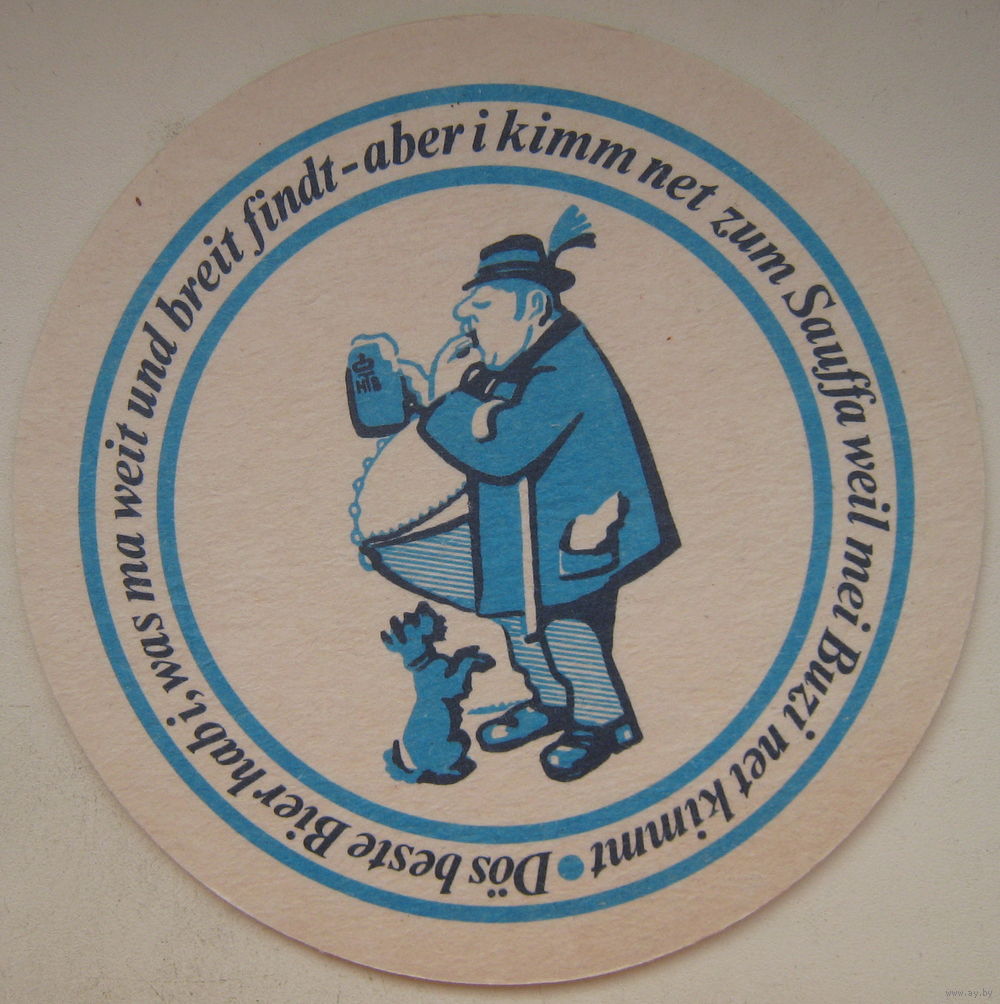 Dös beste Bier hab i, was ma weit und breit findt - aber i kimm net zum Sauffa weil mei Buzi net kimmt •
HTB
www.ay.by